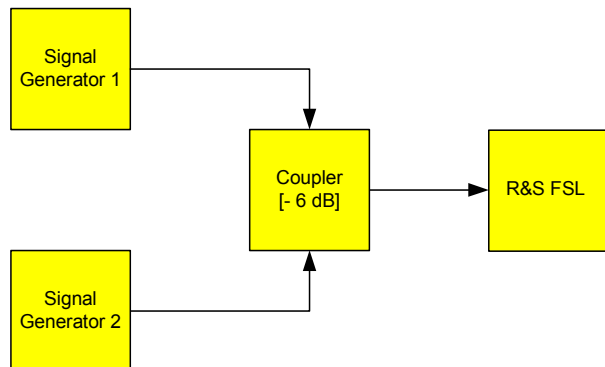 Signal
Generator 1
Coupler
[- 6 dB]
R&S FSL
Signal
Generator 2